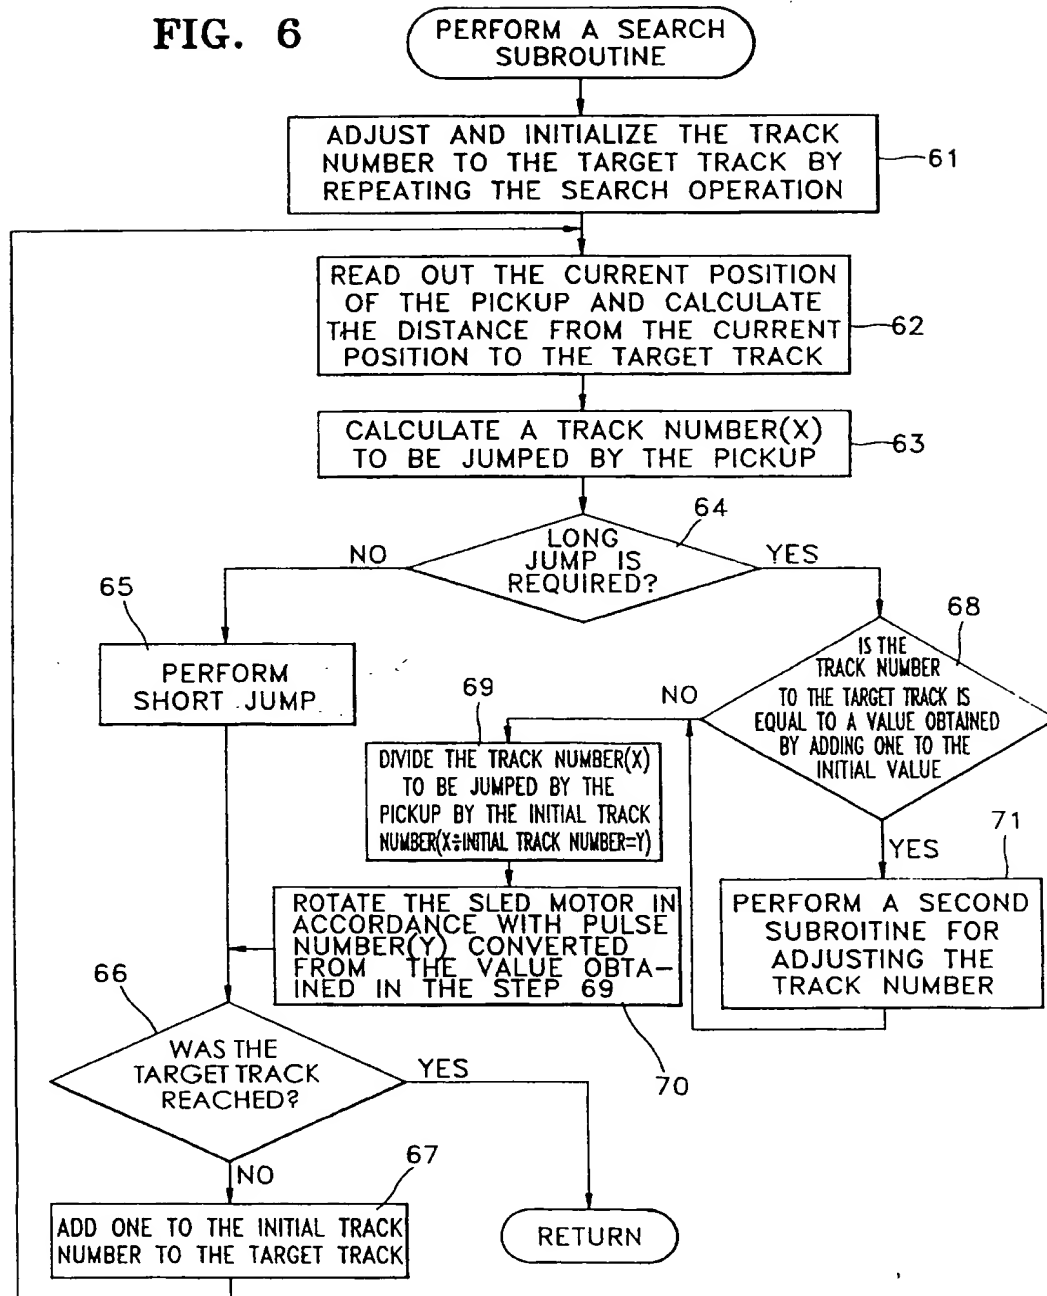 FIG. 6
PERFORM A SEARCH
SUBROUTINE
ADJUST AND INITIALIZE THE TRACK
NUMBER TO THE TARGET TRACK BY
REPEATING THE SEARCH OPERATION
61
READ OUT THE CURRENT POSITION
OF THE PICKUP AND CALCULATE
THE DISTANCE FROM THE CURRENT
POSITION TO THE TARGET TRACK
62
CALCULATE A TRACK NUMBER(X)
TO BE JUMPED BY THE PICKUP
63
64
LONG
JUMP IS
REQUIRED?
NO
YES
65
PERFORM
SHORT JUMP
68
IS THE
TRACK NUMBER
TO THE TARGET TRACK IS
EQUAL TO A VALUE OBTAINED
BY ADDING ONE TO THE
INITIAL VALUE
NO
YES
69
DIVIDE THE TRACK NUMBER(X)
TO BE JUMPED BY THE
PICKUP BY THE INITIAL TRACK
NUMBER(X÷INITIAL TRACK NUMBER=Y)
71
PERFORM A SECOND
SUBROITINE FOR
ADJUSTING THE
TRACK NUMBER
ROTATE THE SLED MOTOR IN
ACCORDANCE WITH PULSE
NUMBER(Y) CONVERTED
FROM THE VALUE OBTA-
INED IN THE STEP 69
70
66
WAS THE
TARGET TRACK
REACHED?
YES
NO
67
ADD ONE TO THE INITIAL TRACK
NUMBER TO THE TARGET TRACK
RETURN